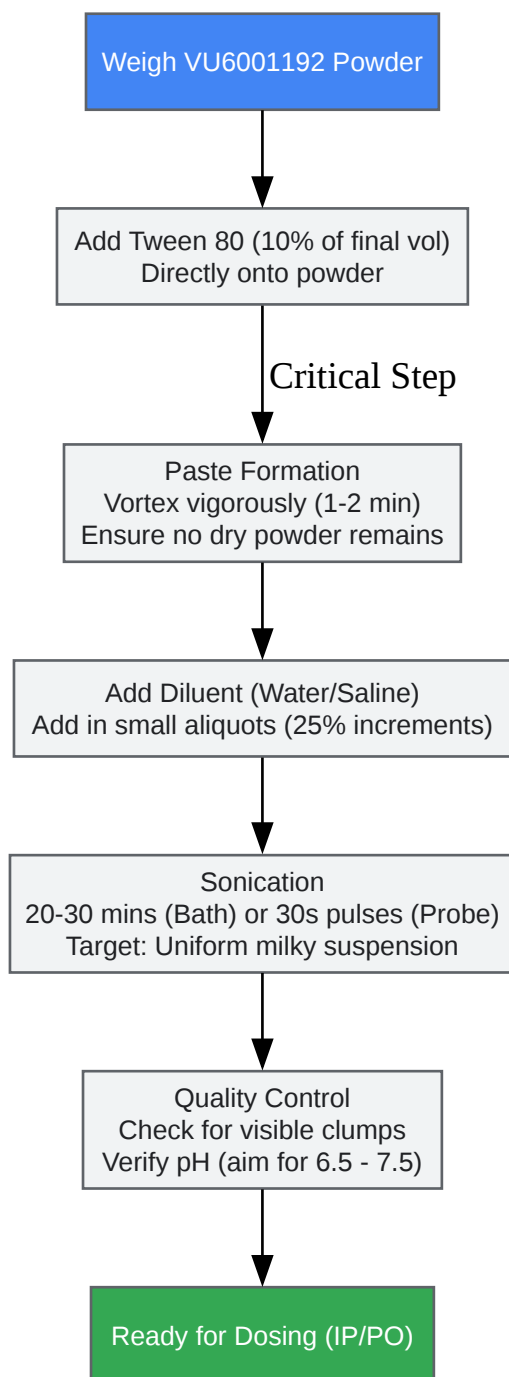 Weigh VU6001192 Powder
Add Tween 80 (10% of final vol)
Directly onto powder
Critical Step
Paste Formation
Vortex vigorously (1-2 min)
Ensure no dry powder remains
Add Diluent (Water/Saline)
Add in small aliquots (25% increments)
Sonication
20-30 mins (Bath) or 30s pulses (Probe)
Target: Uniform milky suspension
Quality Control
Check for visible clumps
Verify pH (aim for 6.5 - 7.5)
Ready for Dosing (IP/PO)